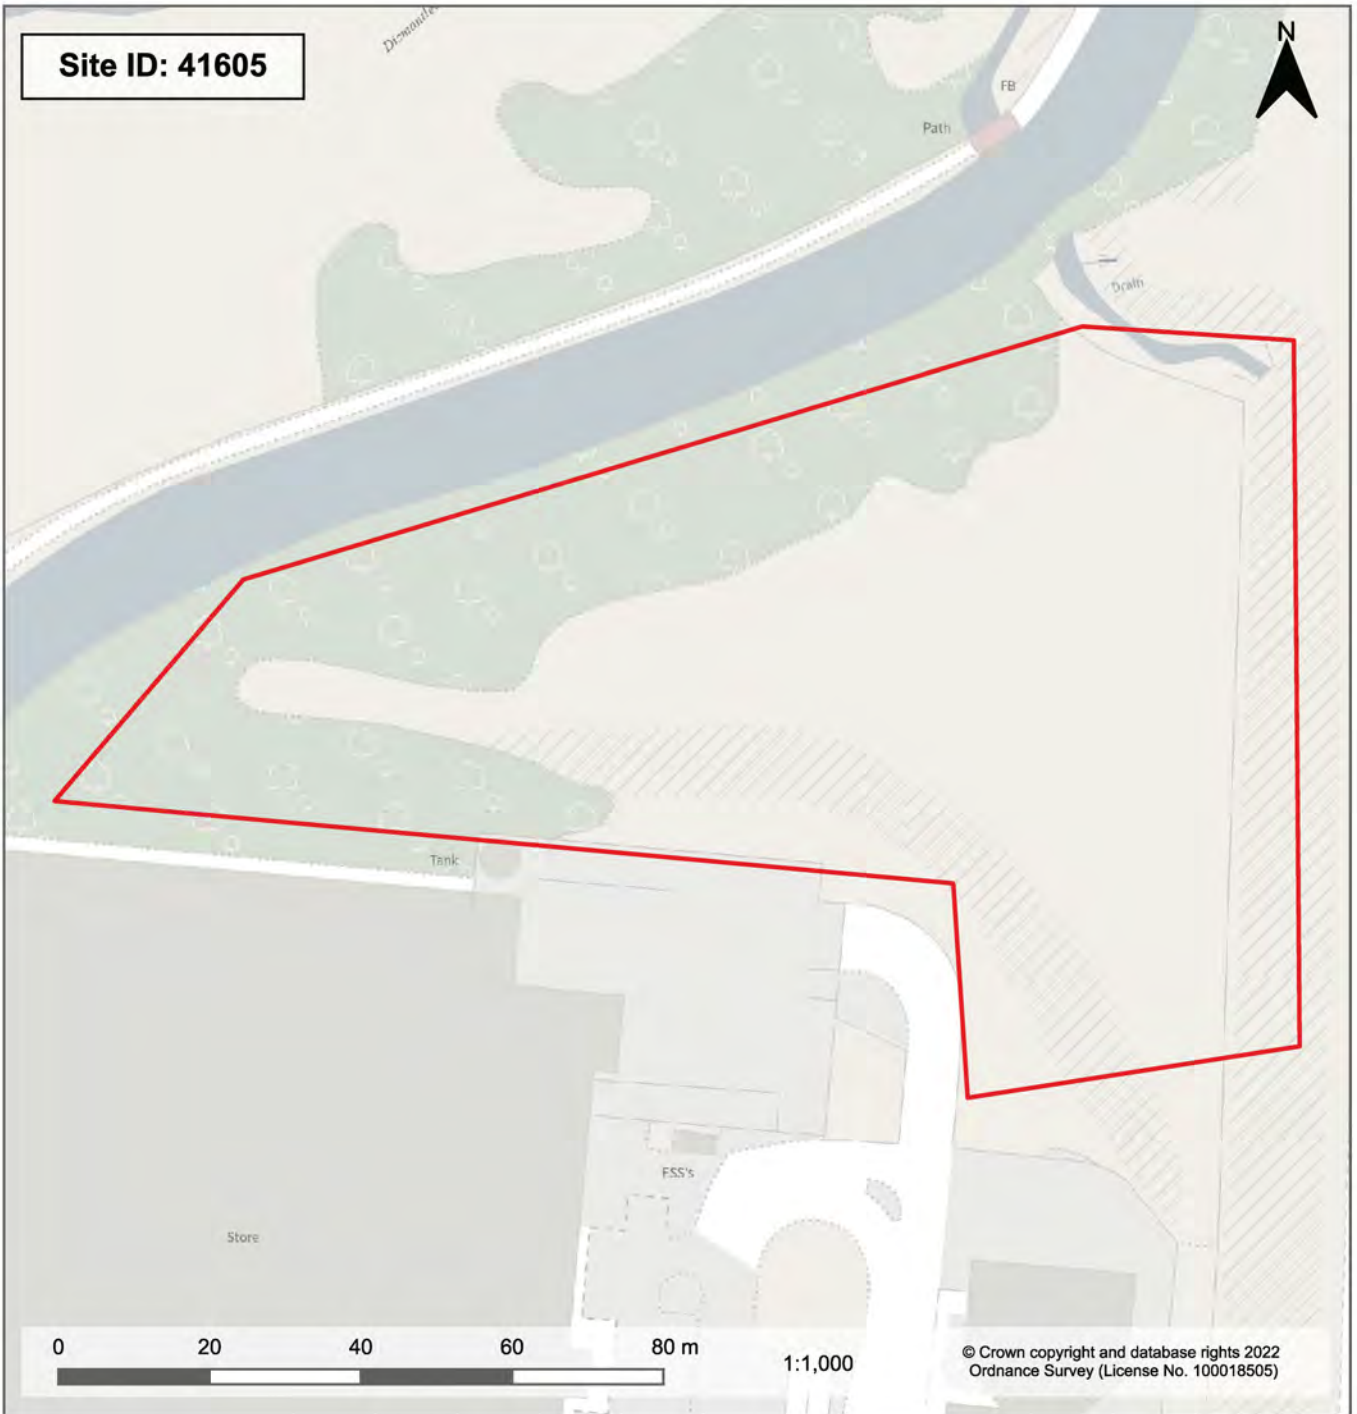 Dismantled
Site ID: 41605
N
FB
Path
Drain
Tank
ESS's
Store
0 20 40 60 80 m
1:1,000
© Crown copyright and database rights 2022
Ordnance Survey (License No. 100018505)